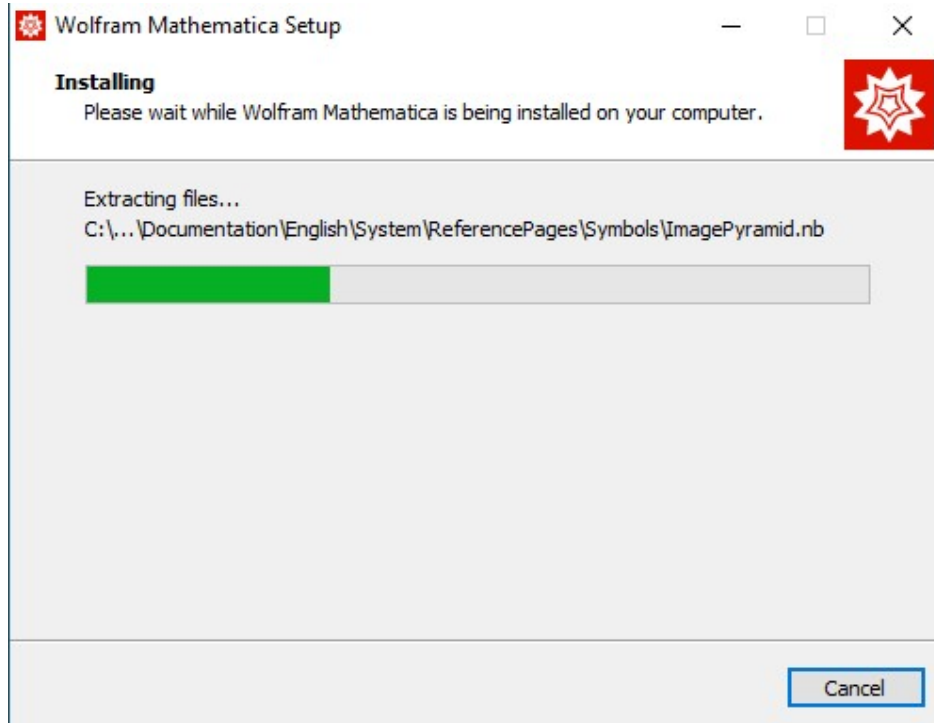 Wolfram Mathematica Setup
Installing
Please wait while Wolfram Mathematica is being installed on your computer.
Extracting files...
C:\...\Documentation\English\System\ReferencePages\Symbols\ImagePyramid.nb
Cancel